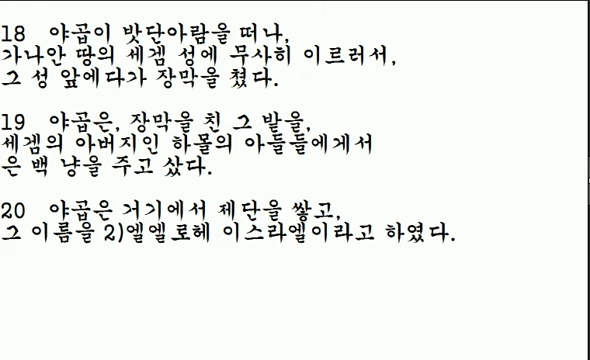 18 야곱이 밧단아람을 떠나,
가나안 땅의 세겜 성에 무사히 이르러서,
그 성 앞에다가 장막을 쳤다.
19 야곱은, 장막을 친 그 밭을,
세겜의 아버지인 하몰의 아들들에게서
은 백 냥을 주고 샀다.
20 야곱은 거기에서 제단을 쌓고,
그 이름을 2)엘엘로헤 이스라엘이라고 하였다.